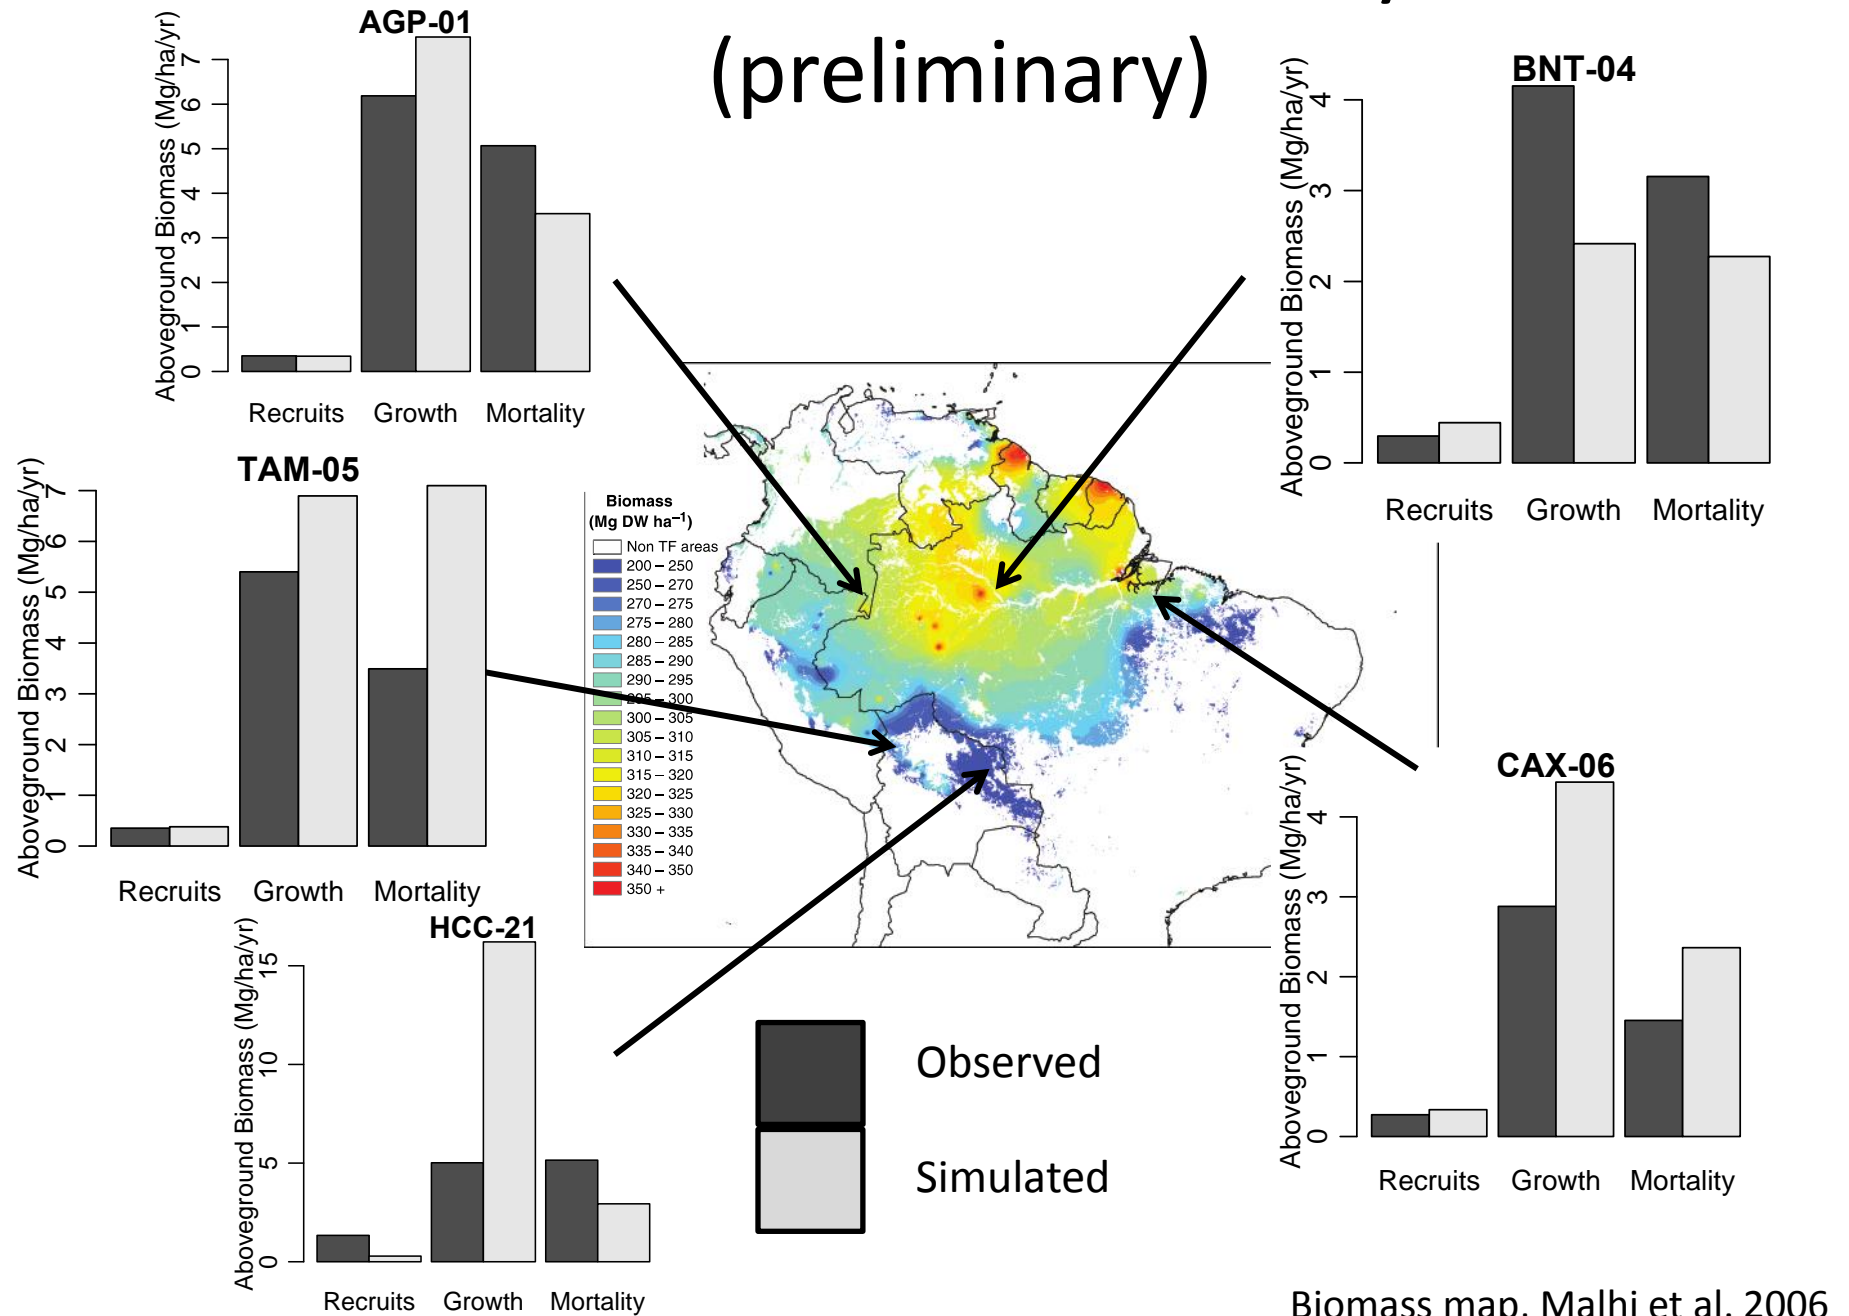 (preliminary)
AGP-01
Aboveground Biomass (Mg/ha/yr)
0 1 2 3 4 5 6 7
Recruits Growth Mortality
BNT-04
Aboveground Biomass (Mg/ha/yr)
0 1 2 3 4
Recruits Growth Mortality
TAM-05
Aboveground Biomass (Mg/ha/yr)
0 1 2 3 4 5 6 7
Recruits Growth Mortality
Biomass
(Mg DW ha⁻¹)
Non TF areas
200 – 250
250 – 270
270 – 275
275 – 280
280 – 285
285 – 290
290 – 295
295 – 300
300 – 305
305 – 310
310 – 315
315 – 320
320 – 325
325 – 330
330 – 335
335 – 340
340 – 350
350 +
CAX-06
Aboveground Biomass (Mg/ha/yr)
0 1 2 3 4
Recruits Growth Mortality
HCC-21
Aboveground Biomass (Mg/ha/yr)
0 5 10 15
Recruits Growth Mortality
Observed
Simulated
Biomass map, Malhi et al. 2006